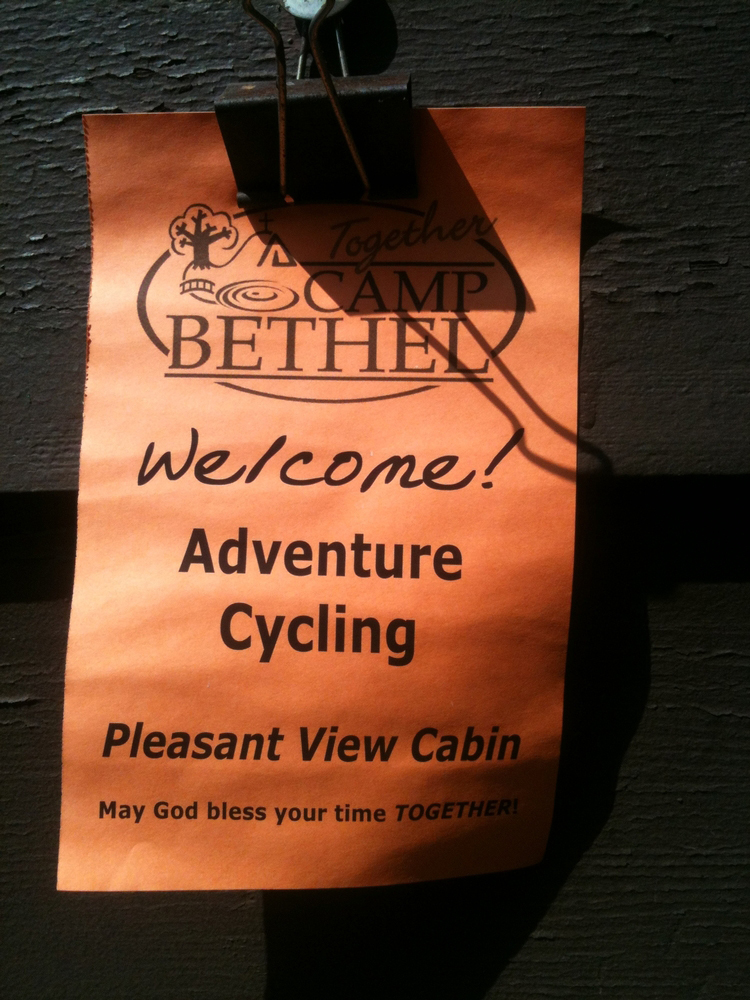 Together
CAMP
BETHEL
Welcome!
Adventure
Cycling
Pleasant View Cabin
May God bless your time TOGETHER!